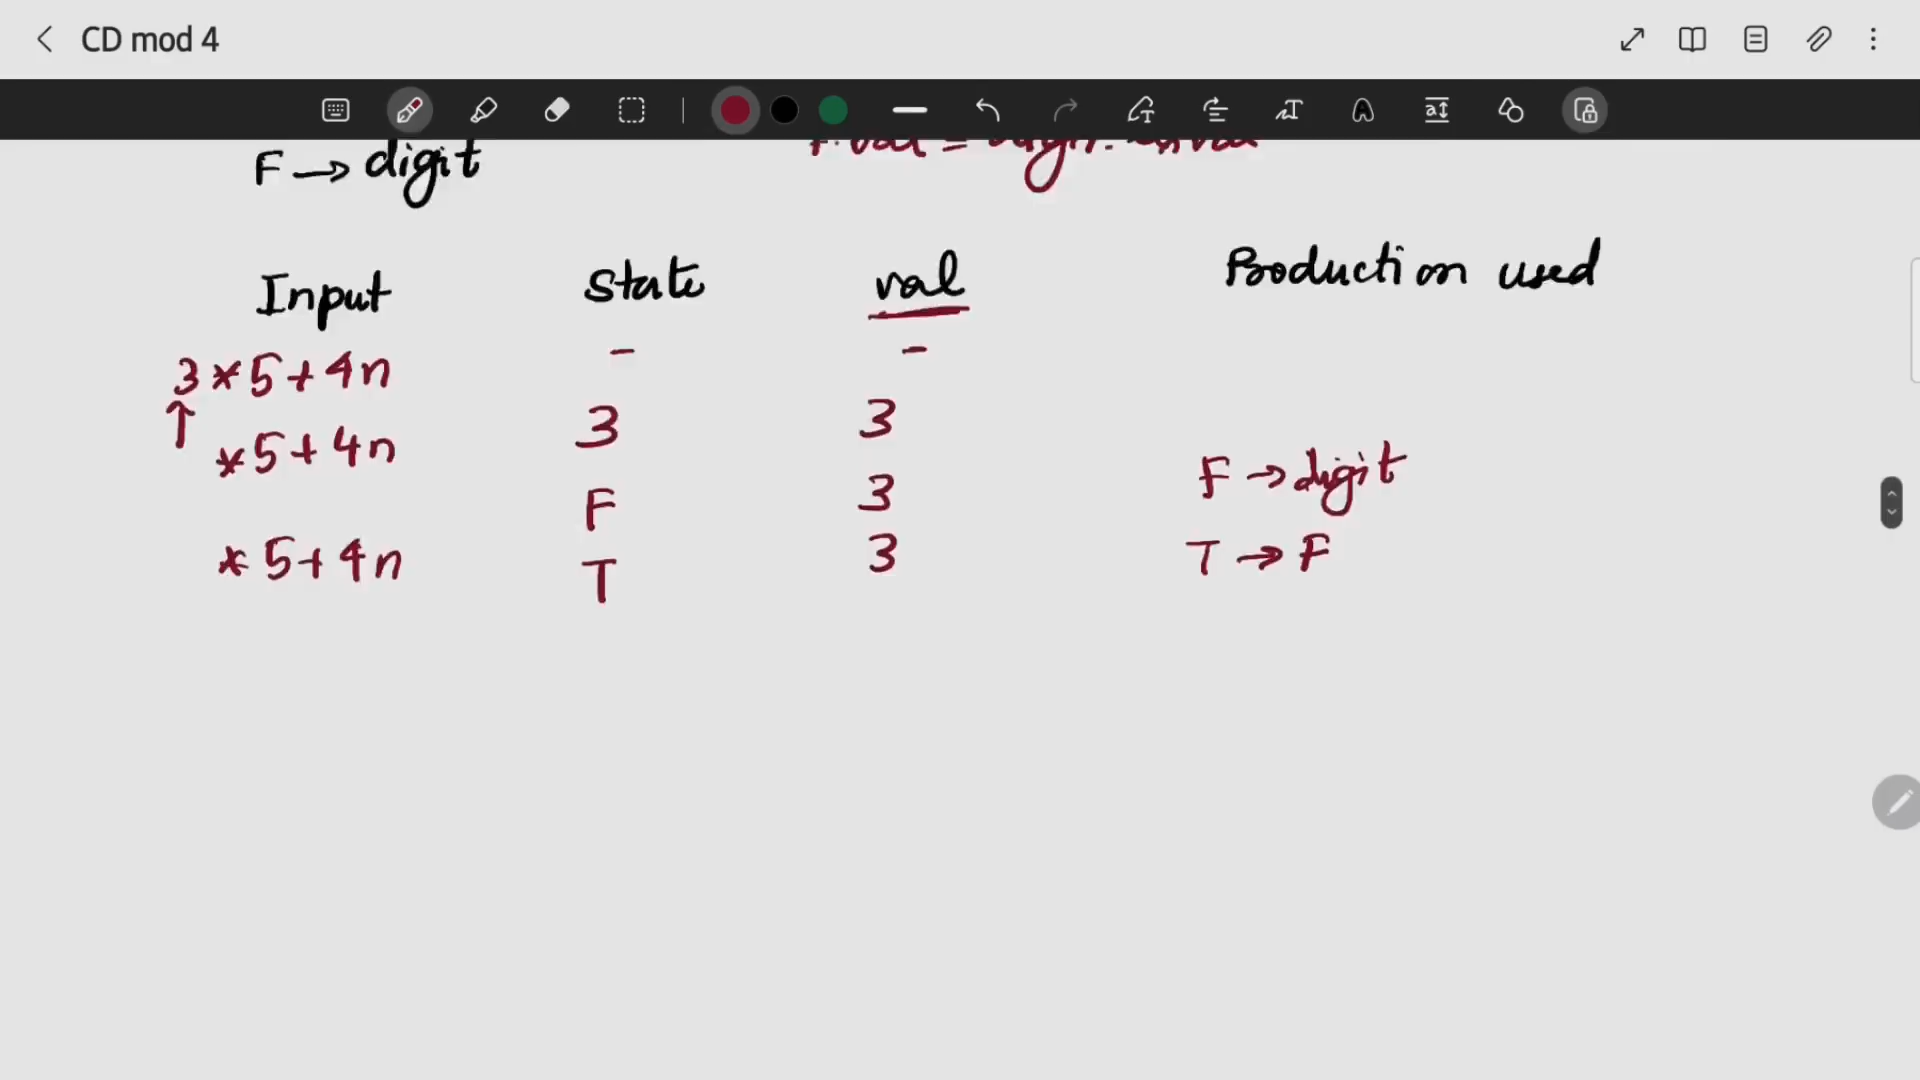 CD mod 4
F → digit
Input State val Production used
3 * 5 + 4n - -
↑ * 5 + 4n 3 3
F 3 F → digit
* 5 + 4n T 3 T → F